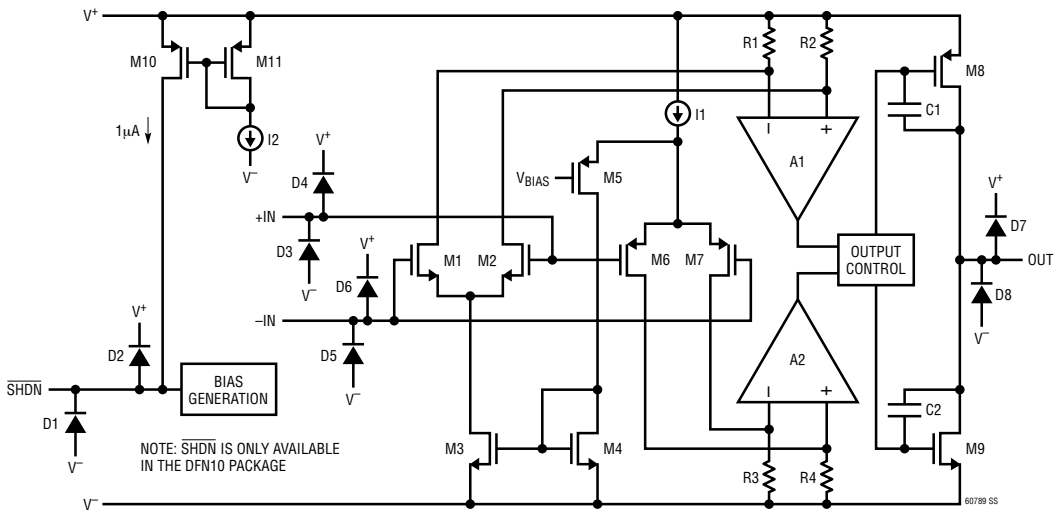 V+
R1
R2
M10
M11
M8
1µA
I2
I1
C1
V–
V+
D4
VBIAS
M5
A1
V+
+IN
D7
D3
M1
M2
M6
M7
OUTPUT
CONTROL
OUT
V+
V–
D6
D8
–IN
V–
V+
D5
A2
D2
V–
SHDN
BIAS
GENERATION
C2
D1
NOTE: SHDN IS ONLY AVAILABLE
IN THE DFN10 PACKAGE
M3
M4
M9
V–
R3
R4
V–
60789 SS
– +
– +